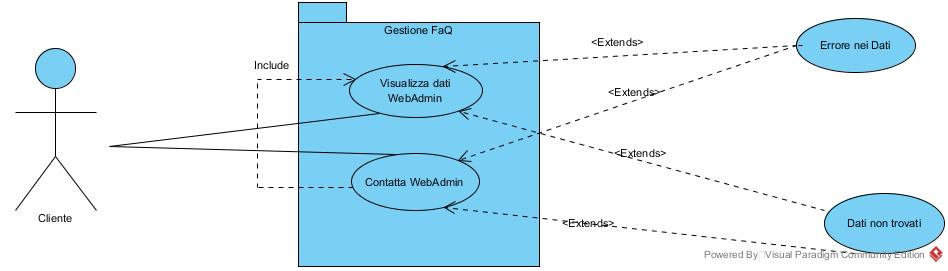 Gestione FaQ
<Extends>
Errore nei Dati
Include
Visualizza dati
WebAdmin
<Extends>
<Extends>
Contatta WebAdmin
Cliente
<Extends>
Dati non trovati
Powered By Visual Paradigm Community Edition